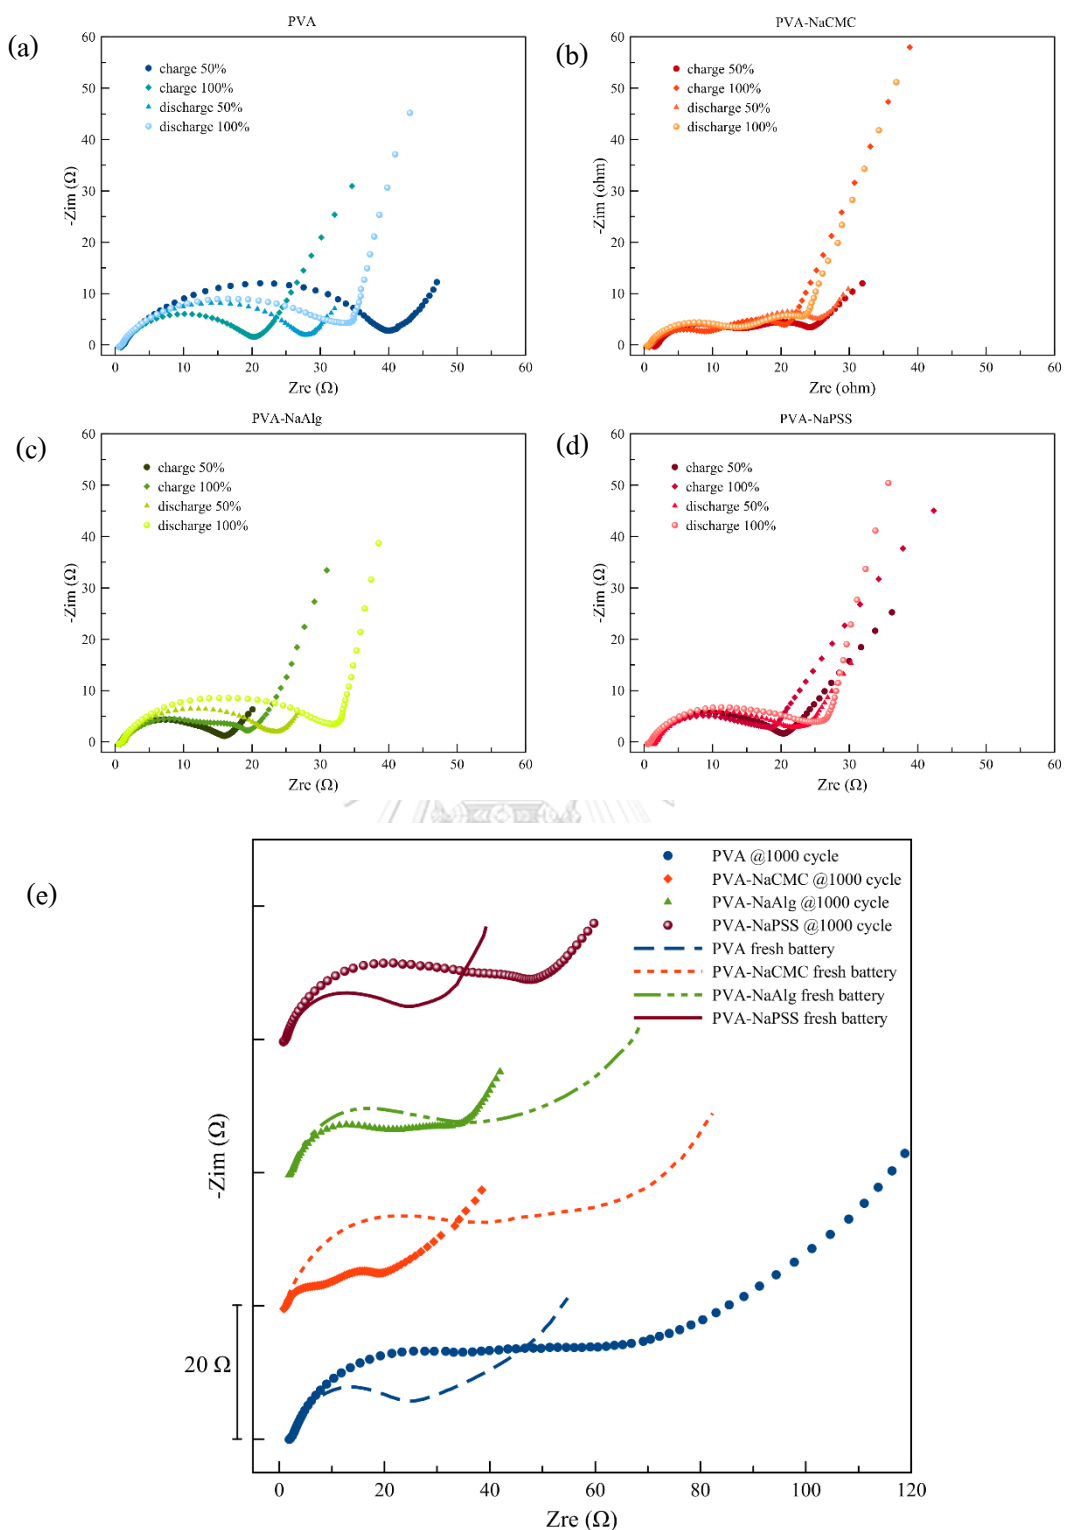 (a)
PVA
60
50
40
30
20
10
0
-Zim (Ω)
charge 50%
charge 100%
discharge 50%
discharge 100%
0 10 20 30 40 50 60
Zre (Ω)
(b)
PVA-NaCMC
60
50
40
30
20
10
0
-Zim (ohm)
charge 50%
charge 100%
discharge 50%
discharge 100%
0 10 20 30 40 50 60
Zre (ohm)
(c)
PVA-NaAlg
60
50
40
30
20
10
0
-Zim (Ω)
charge 50%
charge 100%
discharge 50%
discharge 100%
0 10 20 30 40 50 60
Zre (Ω)
(d)
PVA-NaPSS
60
50
40
30
20
10
0
-Zim (Ω)
charge 50%
charge 100%
discharge 50%
discharge 100%
0 10 20 30 40 50 60
Zre (Ω)
(e)
PVA @1000 cycle
PVA-NaCMC @1000 cycle
PVA-NaAlg @1000 cycle
PVA-NaPSS @1000 cycle
PVA fresh battery
PVA-NaCMC fresh battery
PVA-NaAlg fresh battery
PVA-NaPSS fresh battery
-Zim (Ω)
20 Ω
0 20 40 60 80 100 120
Zre (Ω)